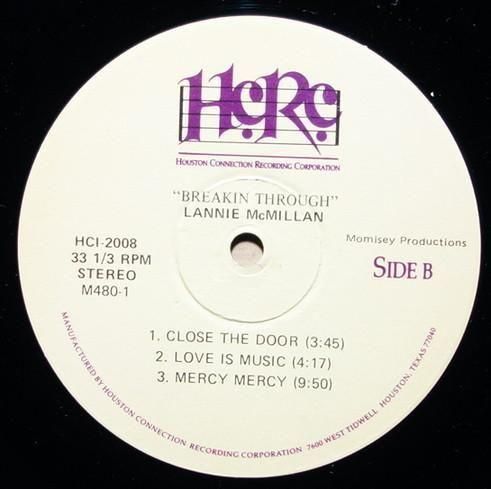 HCRC
HOUSTON CONNECTION RECORDING CORPORATION
"BREAKIN THROUGH"
LANNIE McMILLAN
HCI-2008
33 1/3 RPM
STEREO
M480-1
Momisey Productions
SIDE B
1. CLOSE THE DOOR (3:45)
2. LOVE IS MUSIC (4:17)
3. MERCY MERCY (9:50)
MANUFACTURED BY HOUSTON CONNECTION RECORDING CORPORATION 7600 WEST TIDWELL HOUSTON, TEXAS 77040